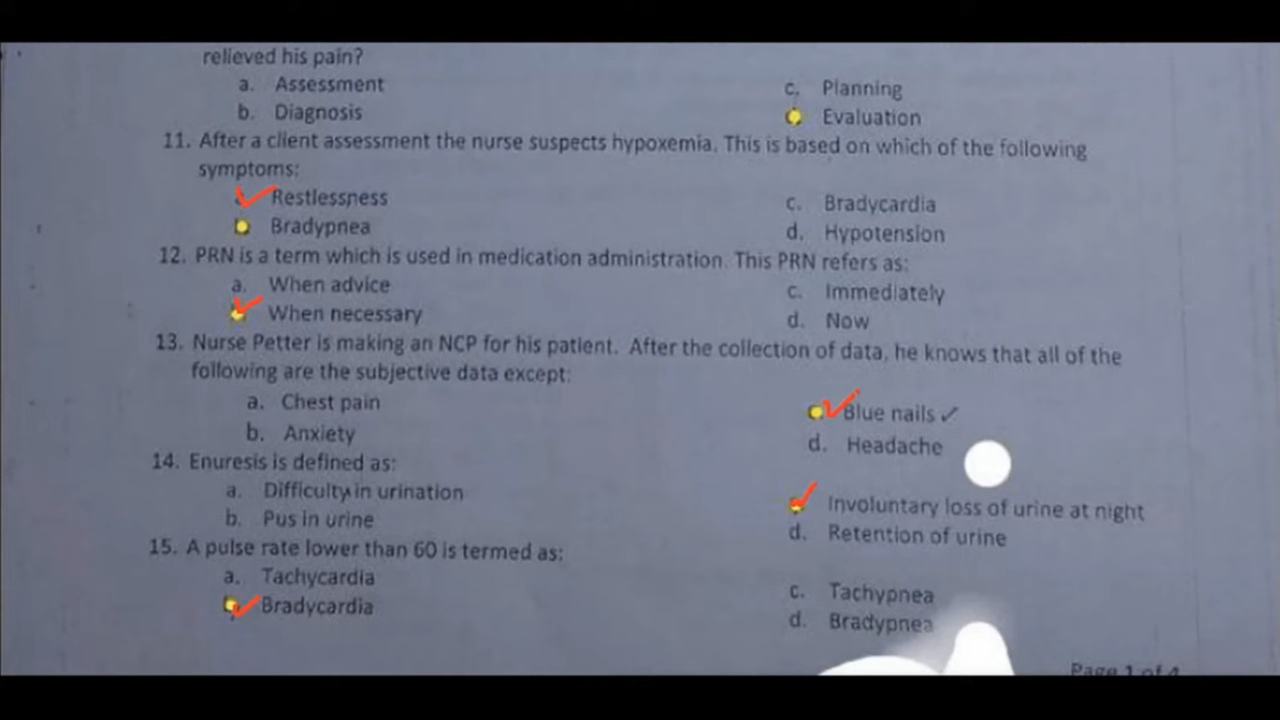 relieved his pain?
a. Assessment
c. Planning
b. Diagnosis
Evaluation
11. After a client assessment the nurse suspects hypoxemia. This is based on which of the following
symptoms:
Restlessness
c. Bradycardia
Bradypnea
d. Hypotension
12. PRN is a term which is used in medication administration. This PRN refers as:
a. When advice
c. Immediately
When necessary
d. Now
13. Nurse Petter is making an NCP for his patient. After the collection of data, he knows that all of the
following are the subjective data except:
a. Chest pain
Blue nails ✓
b. Anxiety
d. Headache
14. Enuresis is defined as:
a. Difficulty in urination
Involuntary loss of urine at night
b. Pus in urine
d. Retention of urine
15. A pulse rate lower than 60 is termed as:
a. Tachycardia
c. Tachypnea
Bradycardia
d. Bradypnea
Page 1 of 4